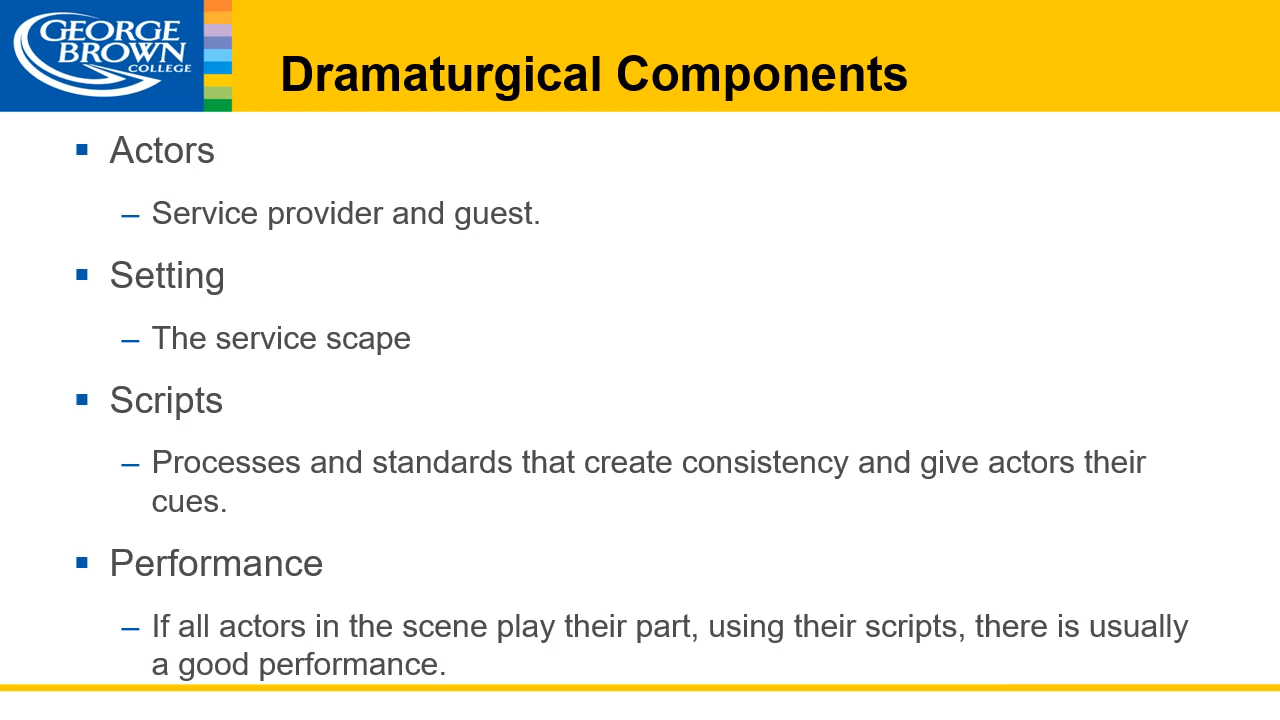 GEORGE
BROWN
COLLEGE
Dramaturgical Components
▪ Actors
– Service provider and guest.
▪ Setting
– The service scape
▪ Scripts
– Processes and standards that create consistency and give actors their
cues.
▪ Performance
– If all actors in the scene play their part, using their scripts, there is usually
a good performance.